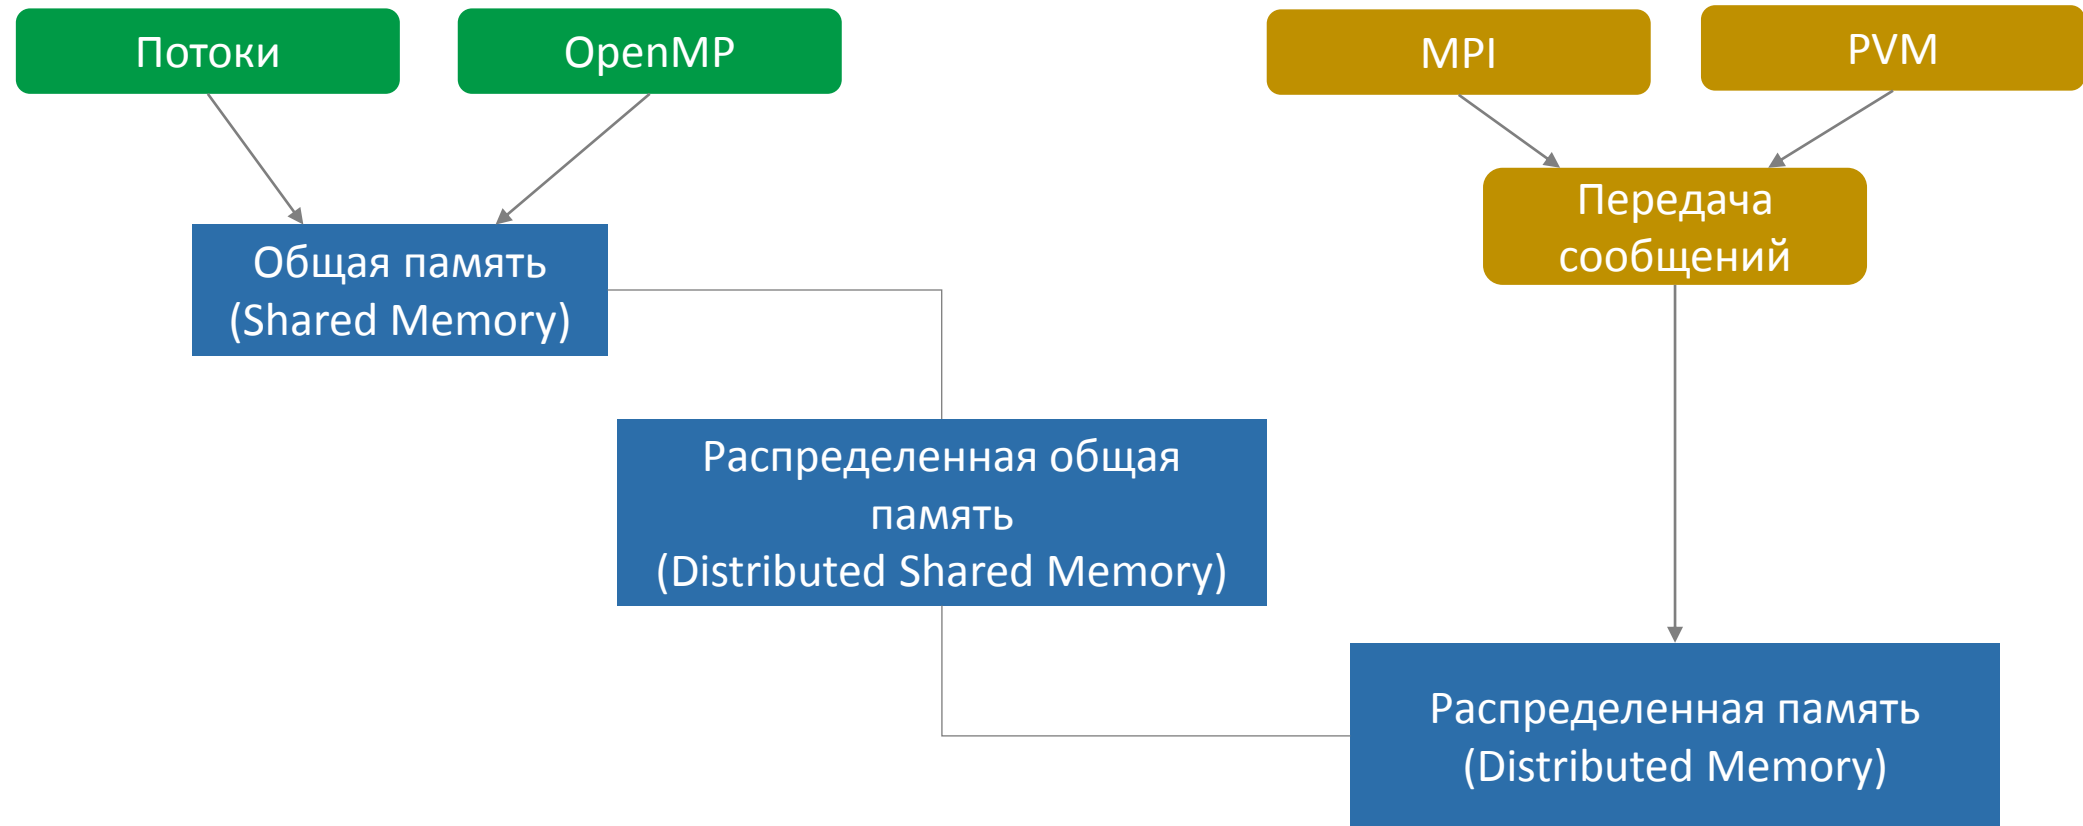 Потоки
OpenMP
MPI
PVM
Передача
сообщений
Общая память
(Shared Memory)
Распределенная общая
память
(Distributed Shared Memory)
Распределенная память
(Distributed Memory)